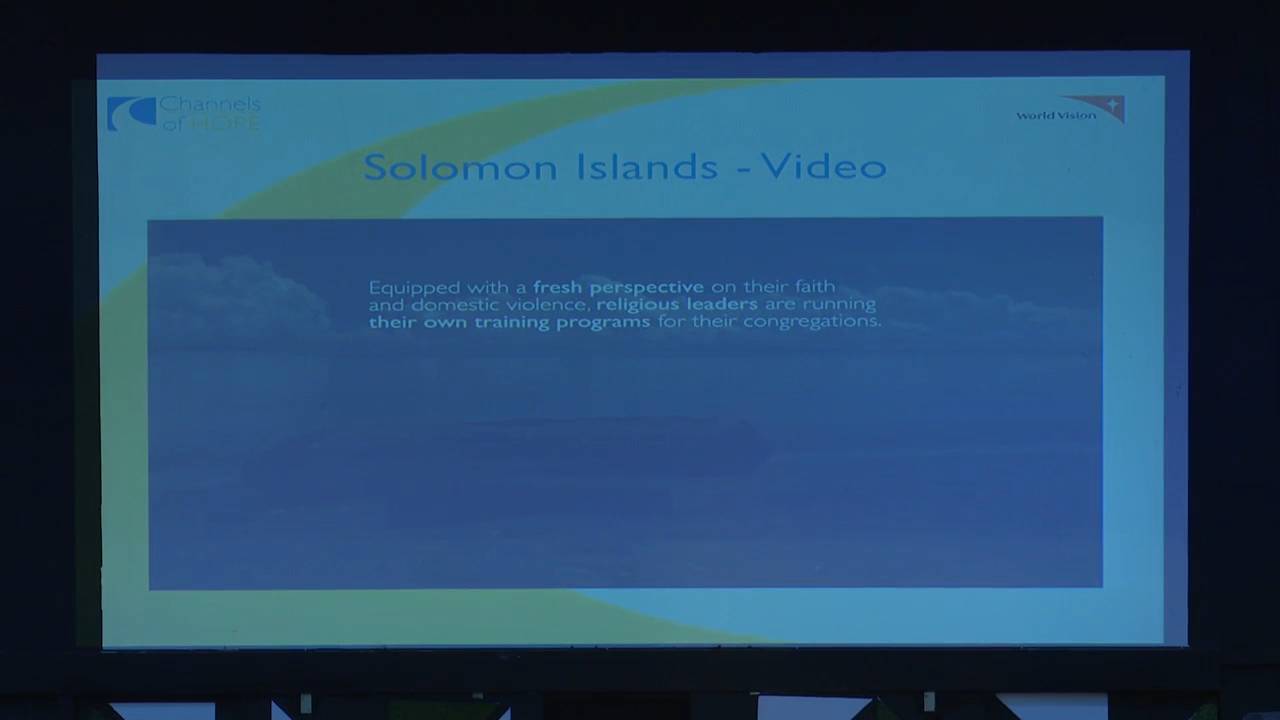 Channels
of HOPE
World Vision
Solomon Islands - Video
Equipped with a fresh perspective on their faith
and domestic violence, religious leaders are running
their own training programs for their congregations.